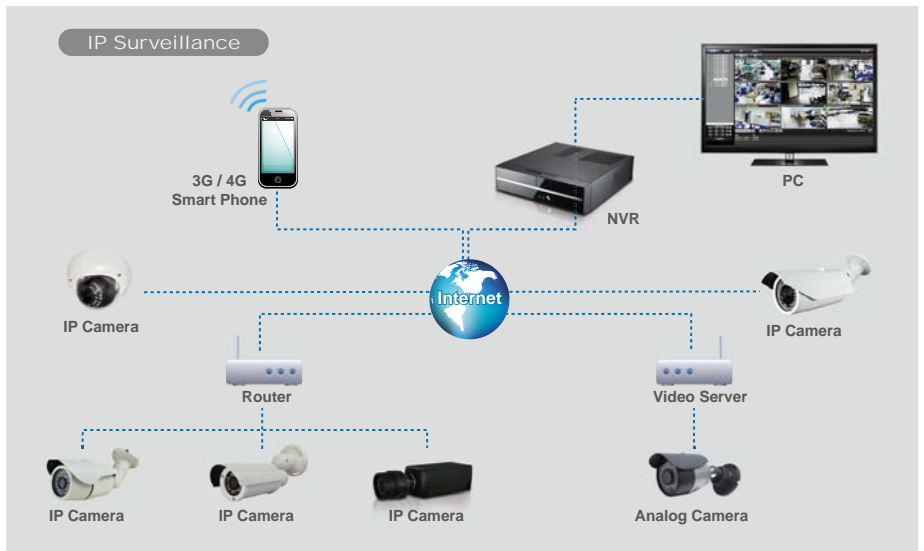 IP Surveillance
3G / 4G
Smart Phone
NVR
PC
IP Camera
Internet
IP Camera
Router
Video Server
IP Camera
IP Camera
IP Camera
Analog Camera